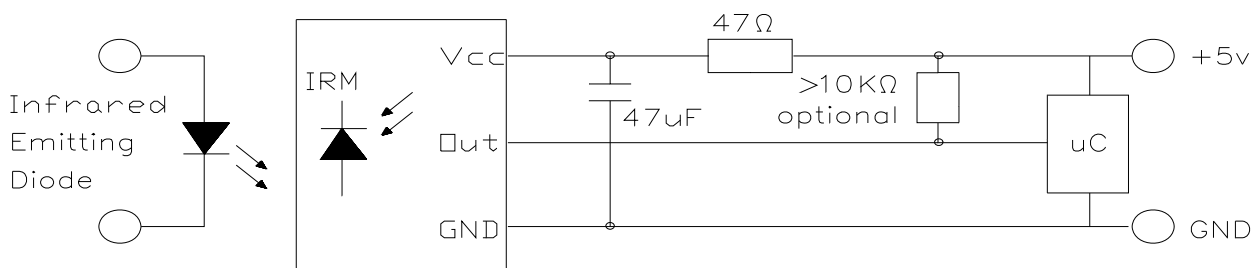 Infrared
Emitting
Diode
IRM
Vcc
Out
GND
47Ω
47uF
>10KΩ
optional
uC
+5v
GND